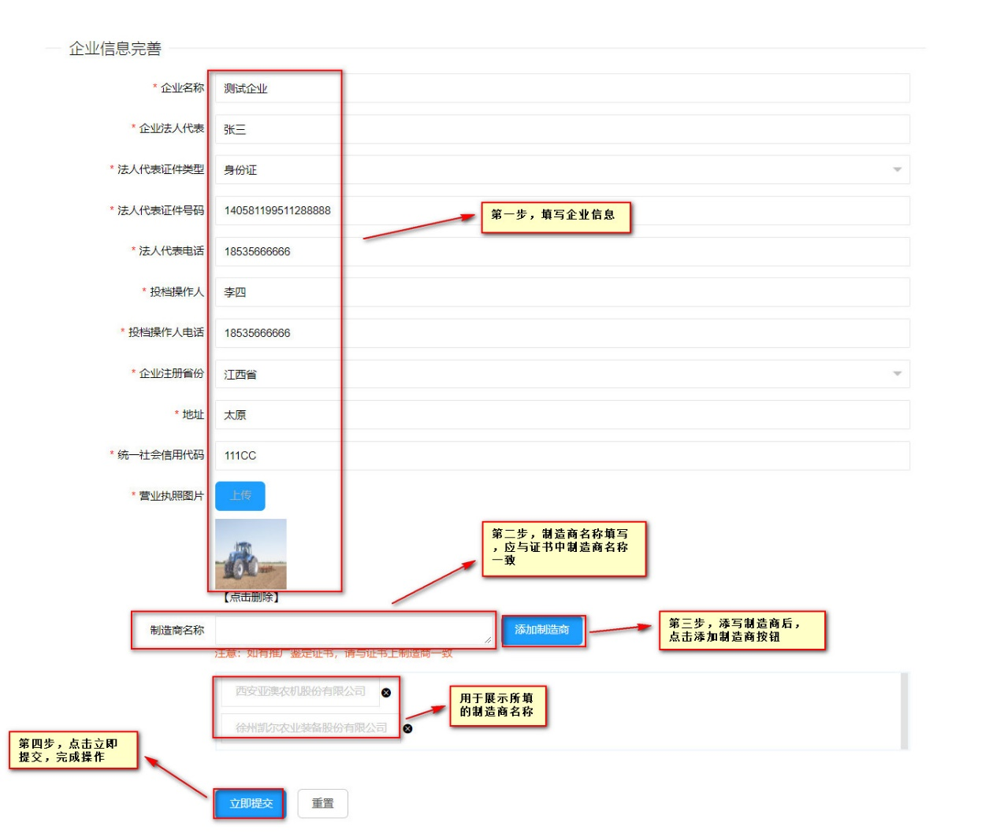 企业信息完善
* 企业名称 测试企业
* 企业法人代表 张三
* 法人代表证件类型 身份证
* 法人代表证件号码 140581199511288888
第一步，填写企业信息
* 法人代表电话 18535666666
* 投档操作人 李四
* 投档操作人电话 18535666666
* 企业注册省份 江西省
* 地址 太原
* 统一社会信用代码 111CC
* 营业执照图片 上传
第二步，制造商名称填写
，应与证书中制造商名称
一致
【点击删除】
制造商名称 添加制造商
第三步，添写制造商后，
点击添加制造商按钮
注意：如有推广鉴定证书，请与证书上制造商一致
西安亚澳农机股份有限公司
用于展示所填
的制造商名称
徐州凯尔农业装备股份有限公司
第四步，点击立即
提交，完成操作
立即提交 重置